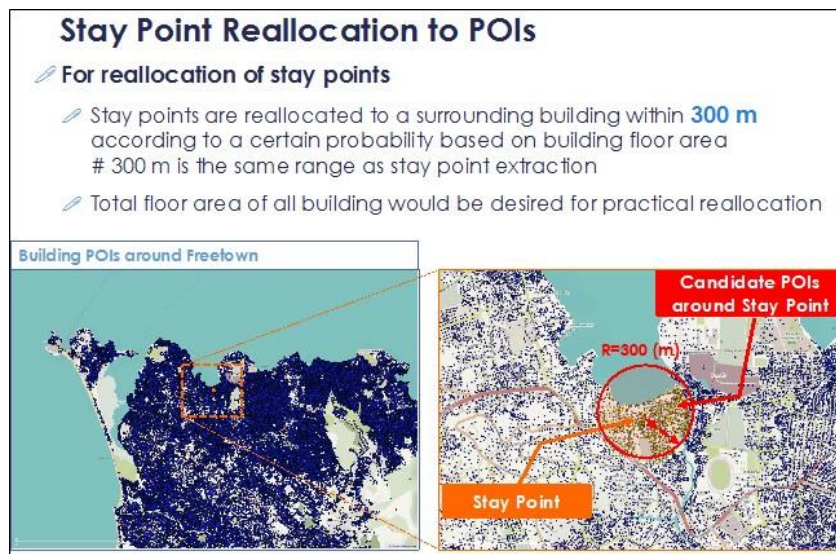 Stay Point Reallocation to POIs
For reallocation of stay points
Stay points are reallocated to a surrounding building within 300 m
according to a certain probability based on building floor area
# 300 m is the same range as stay point extraction
Total floor area of all building would be desired for practical reallocation
Building POIs around Freetown
Candidate POIs
around Stay Point
R=300 (m)
Stay Point